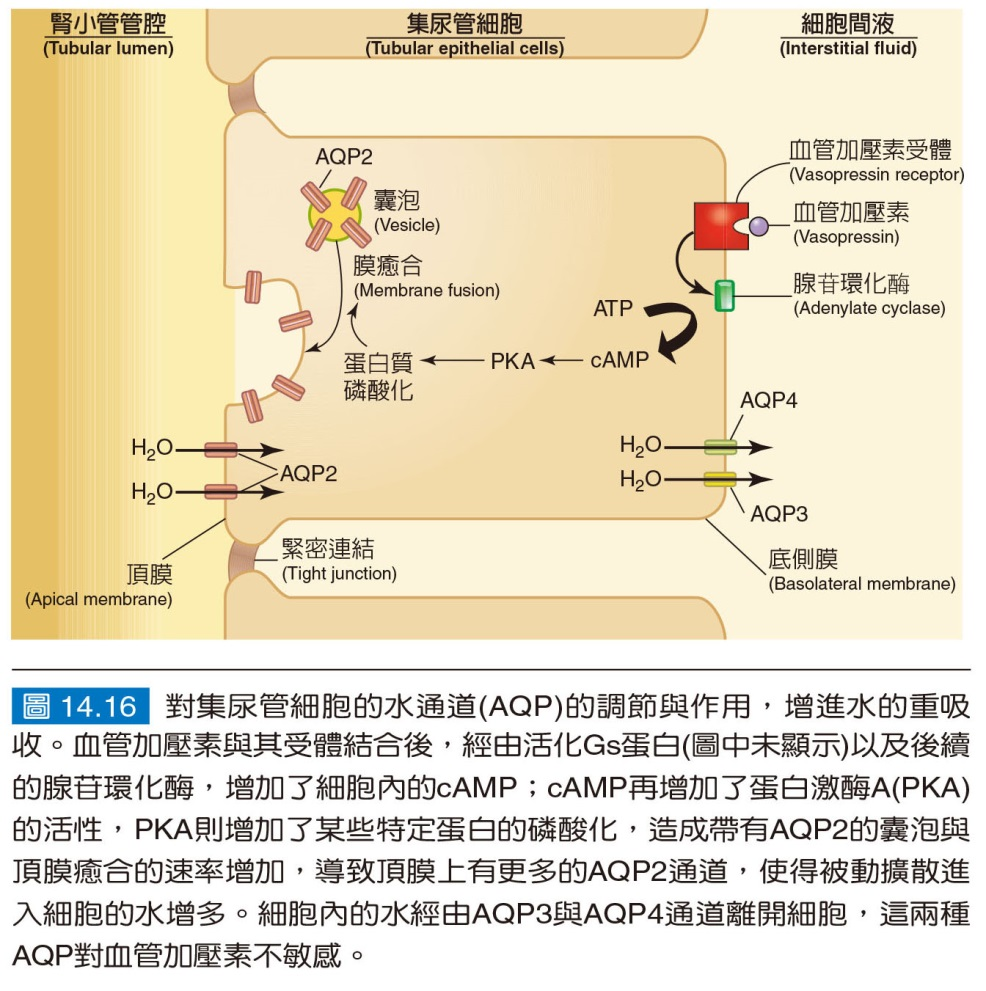 腎小管管腔
(Tubular lumen)
集尿管細胞
(Tubular epithelial cells)
細胞間液
(Interstitial fluid)
AQP2
囊泡
(Vesicle)
膜癒合
(Membrane fusion)
血管加壓素受體
(Vasopressin receptor)
血管加壓素
(Vasopressin)
腺苷環化酶
(Adenylate cyclase)
ATP
蛋白質
磷酸化
PKA
cAMP
AQP4
H₂O
H₂O
AQP2
H₂O
H₂O
AQP3
緊密連結
(Tight junction)
頂膜
(Apical membrane)
底側膜
(Basolateral membrane)
圖 14.16 對集尿管細胞的水通道(AQP)的調節與作用，增進水的重吸
收。血管加壓素與其受體結合後，經由活化Gs蛋白(圖中未顯示)以及後續
的腺苷環化酶，增加了細胞內的cAMP；cAMP再增加了蛋白激酶A(PKA)
的活性，PKA則增加了某些特定蛋白的磷酸化，造成帶有AQP2的囊泡與
頂膜癒合的速率增加，導致頂膜上有更多的AQP2通道，使得被動擴散進
入細胞的水增多。細胞內的水經由AQP3與AQP4通道離開細胞，這兩種
AQP對血管加壓素不敏感。